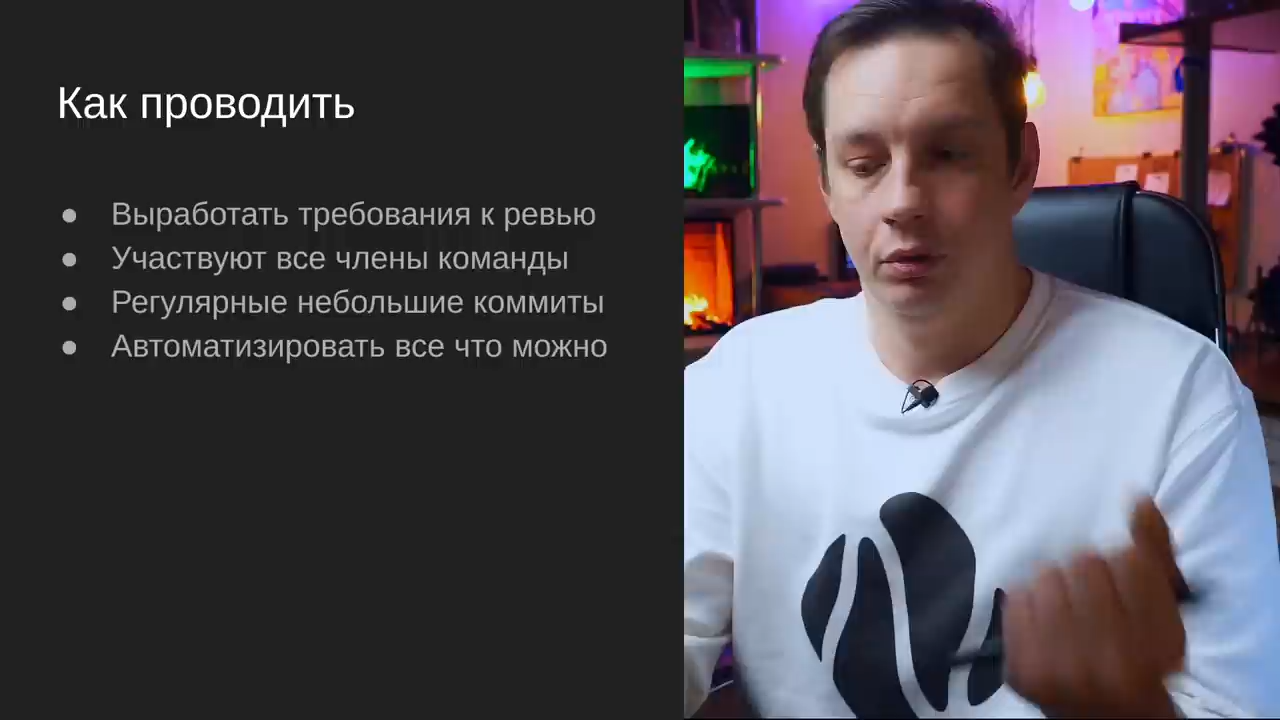 Как проводить
Выработать требования к ревью
Участвуют все члены команды
Регулярные небольшие коммиты
Автоматизировать все что можно